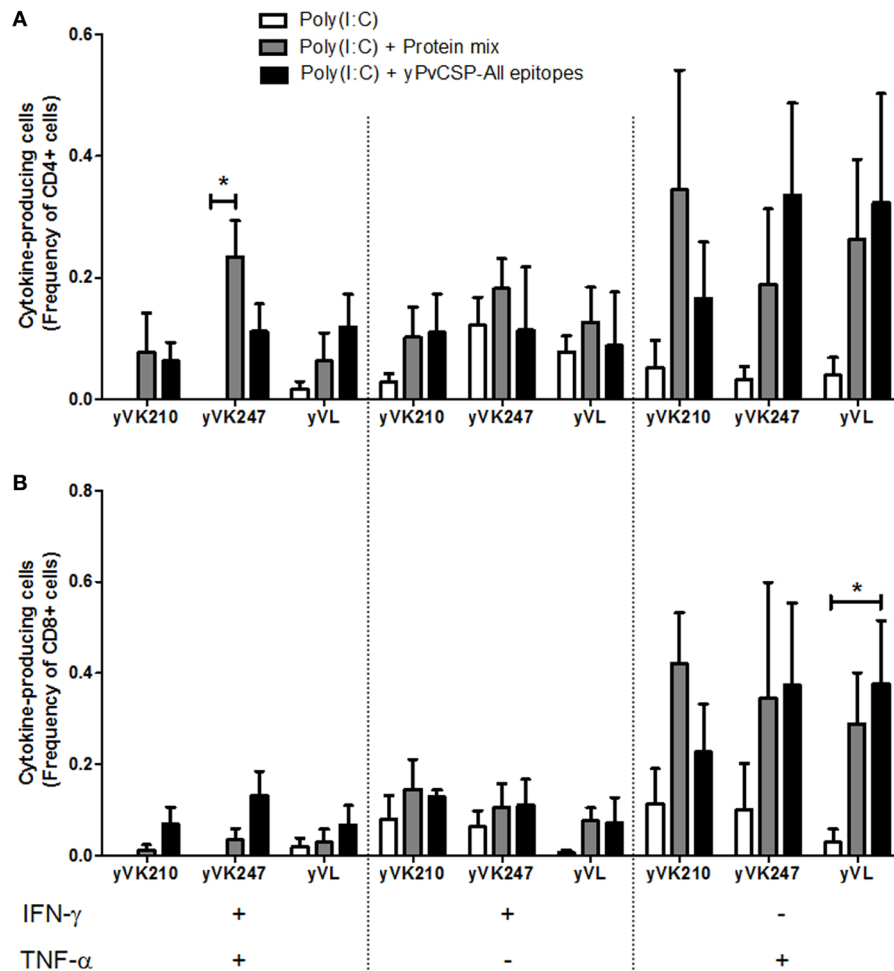 A
Poly(I:C)
Poly(I:C) + Protein mix
Poly(I:C) + yPvCSP-All epitopes
Cytokine-producing cells
(Frequency of CD4+ cells)
0.6
0.4
0.2
0.0
*
yVK210 yVK247 yVL yVK210 yVK247 yVL yVK210 yVK247 yVL
B
Cytokine-producing cells
(Frequency of CD8+ cells)
0.8
0.6
0.4
0.2
0.0
*
yVK210 yVK247 yVL yVK210 yVK247 yVL yVK210 yVK247 yVL
IFN-γ + + -
TNF-α + - +